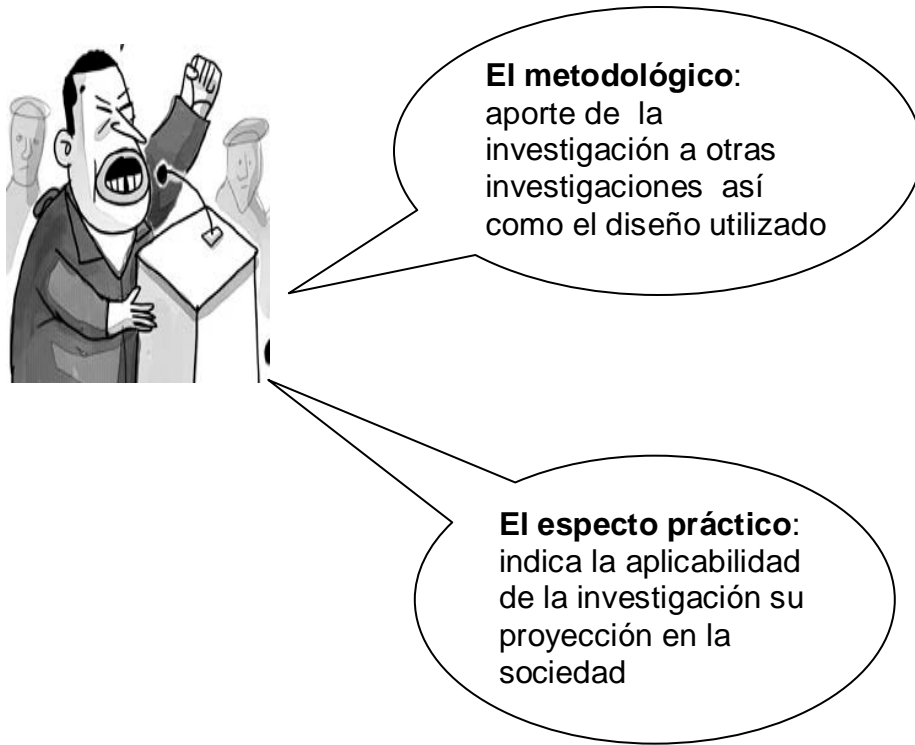 El metodológico:
aporte de la
investigación a otras
investigaciones así
como el diseño utilizado
El especto práctico:
indica la aplicabilidad
de la investigación su
proyección en la
sociedad